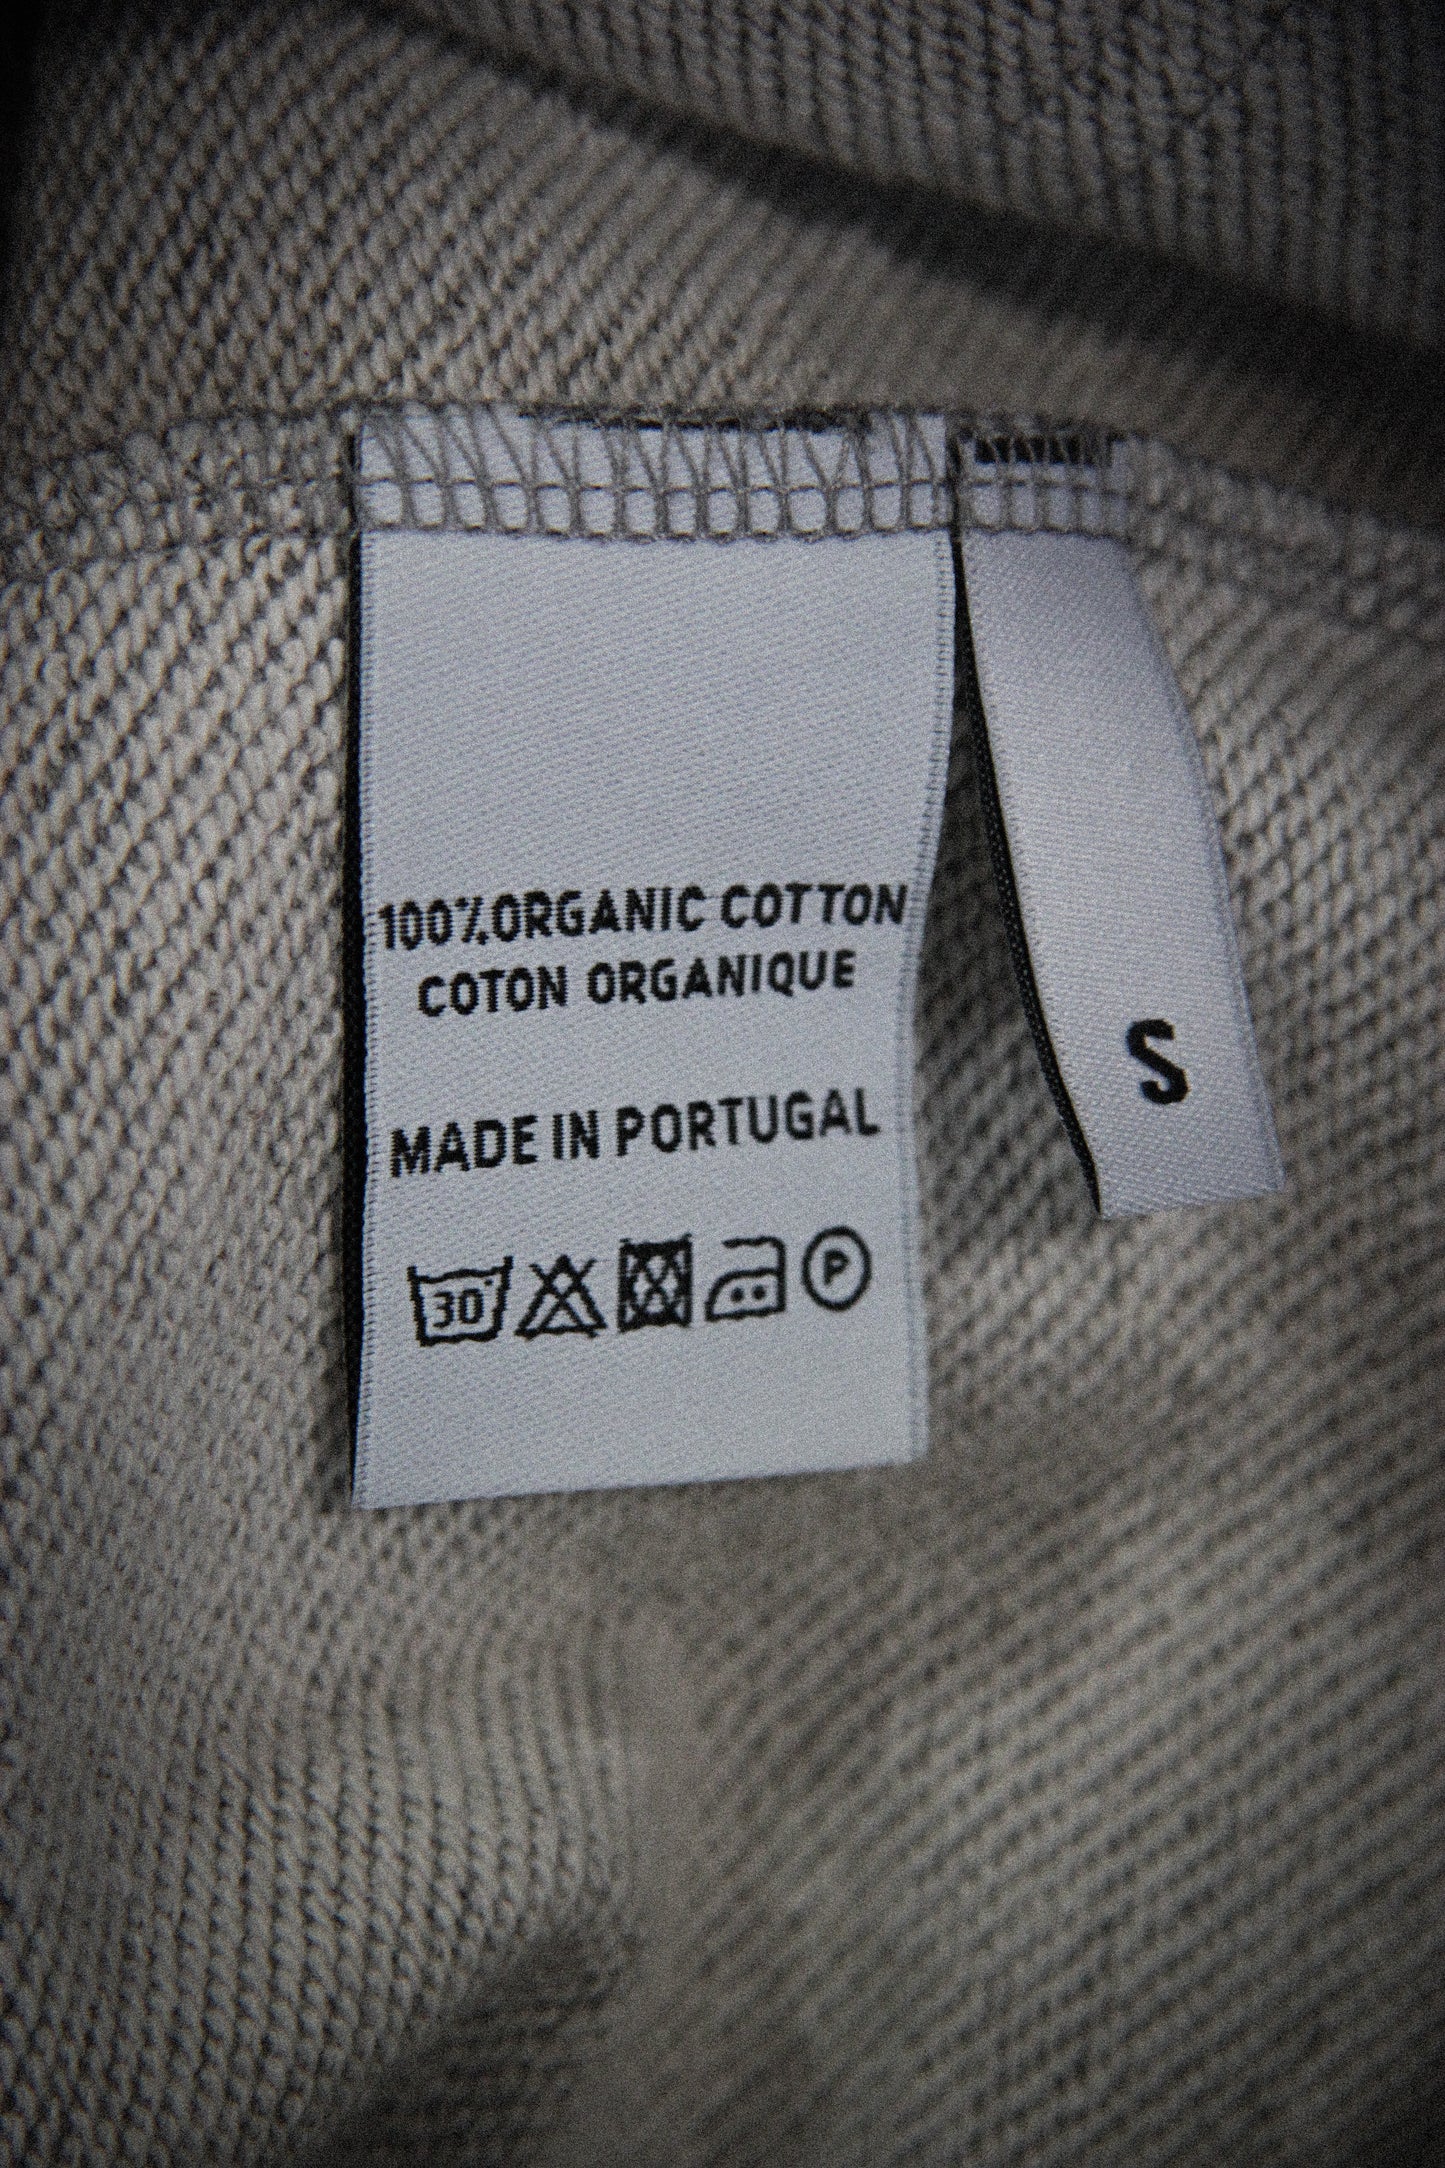 100%ORGANIC COTTON
COTON ORGANIQUE
MADE IN PORTUGAL
30°
P
S